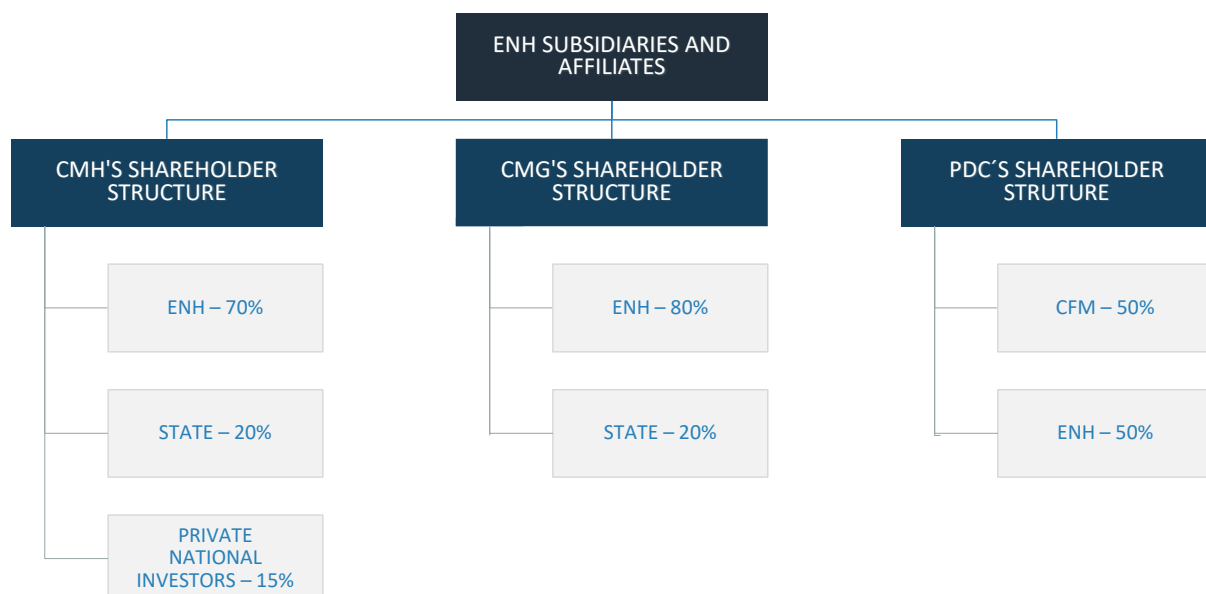 ENH SUBSIDIARIES AND
AFFILIATES
CMH'S SHAREHOLDER
STRUCTURE
ENH – 70%
STATE – 20%
PRIVATE
NATIONAL
INVESTORS – 15%
CMG'S SHAREHOLDER
STRUCTURE
ENH – 80%
STATE – 20%
PDC´S SHAREHOLDER
STRUTURE
CFM – 50%
ENH – 50%